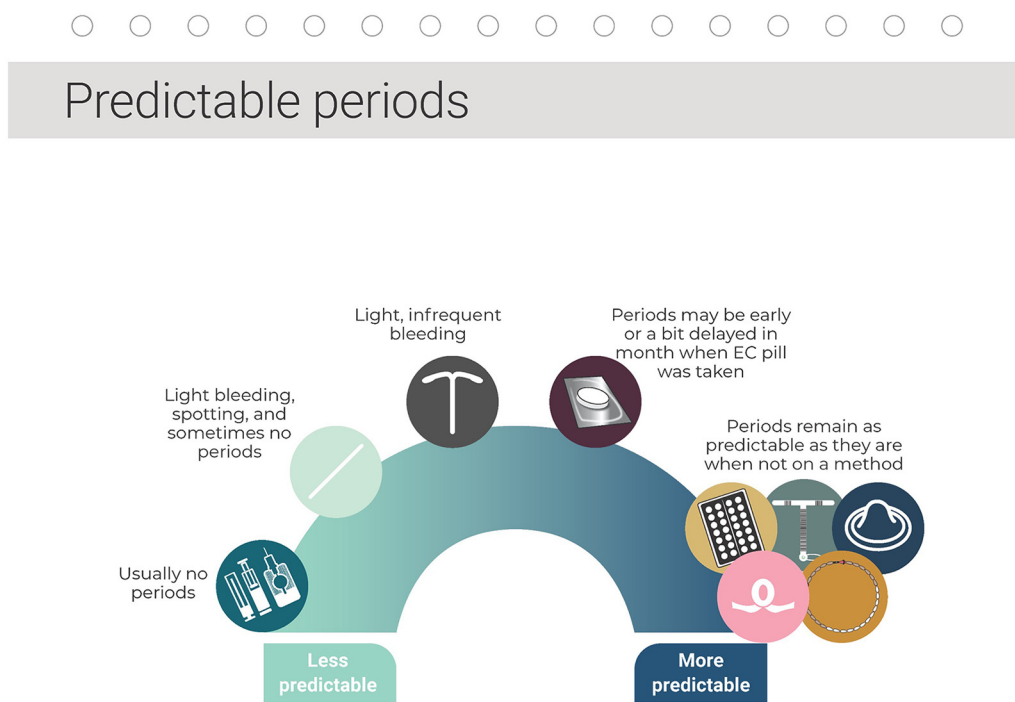 Predictable periods
Light, infrequent
bleeding
Periods may be early
or a bit delayed in
month when EC pill
was taken
Light bleeding,
spotting, and
sometimes no
periods
Periods remain as
predictable as they are
when not on a method
Usually no
periods
Less
predictable
More
predictable